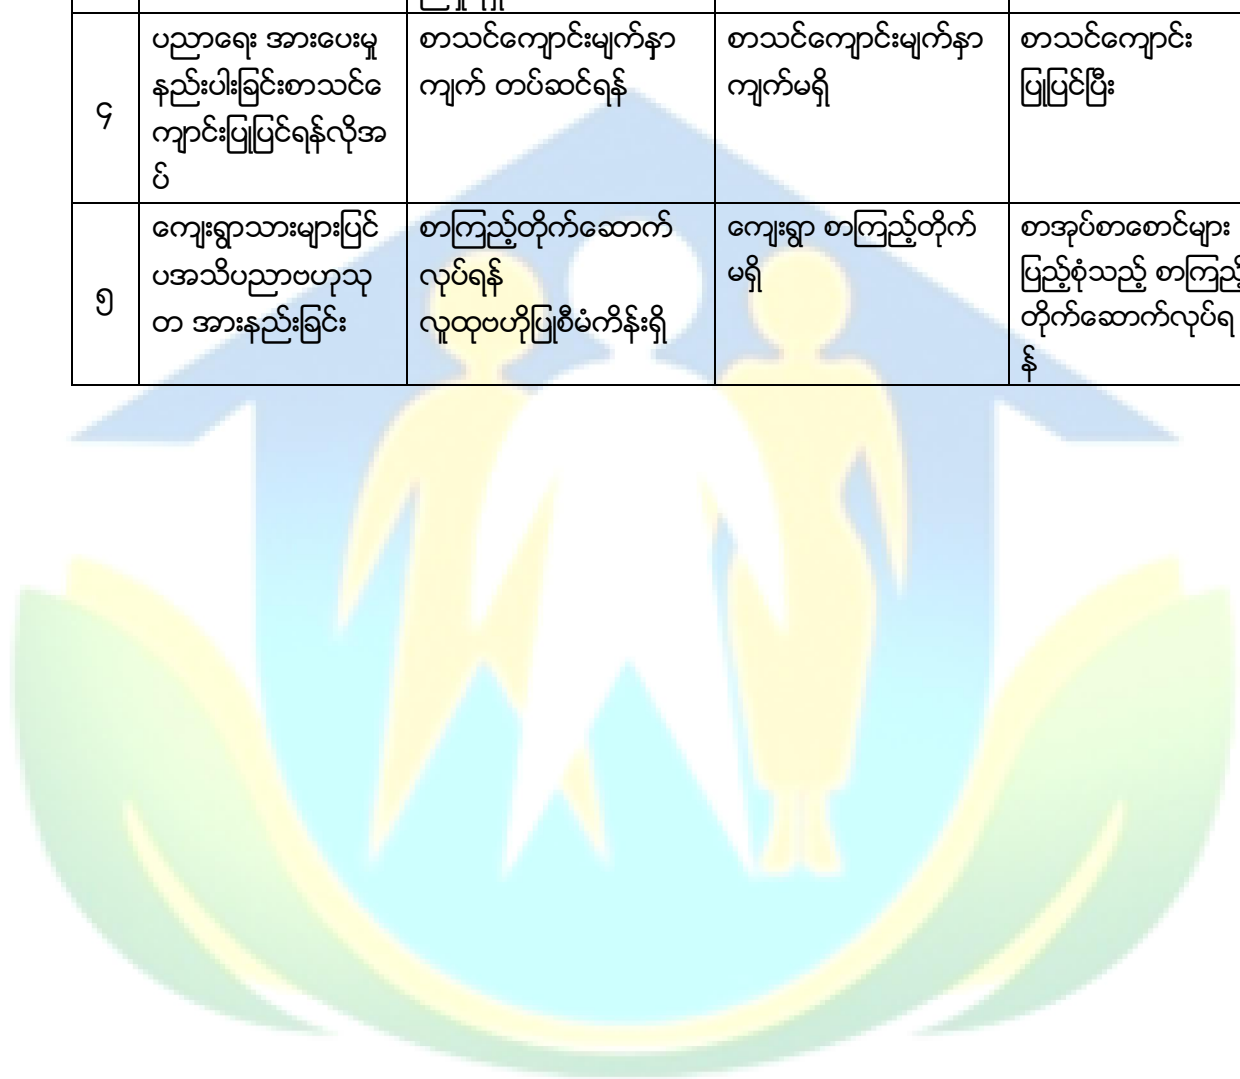 ၄
ပညာရေး အားပေးမှု
နည်းပါးခြင်းစာသင်ေ
ကျာင်းပြုပြင်ရန်လိုအ
ပ်
စာသင်ကျောင်းမျက်နှာ
ကျက် တပ်ဆင်ရန်
စာသင်ကျောင်းမျက်နှာ
ကျက်မရှိ
စာသင်ကျောင်း
ပြုပြင်ပြီး
၅
ကျေးရွာသားများပြင်
ပအသိပညာဗဟုသု
တ အားနည်းခြင်း
စာကြည့်တိုက်ဆောက်
လုပ်ရန်
လူထုဗဟိုပြုစီမံကိန်းရှိ
ကျေးရွာ စာကြည့်တိုက်
မရှိ
စာအုပ်စာစောင်များ
ပြည့်စုံသည့် စာကြည့်
တိုက်ဆောက်လုပ်ရ
န်